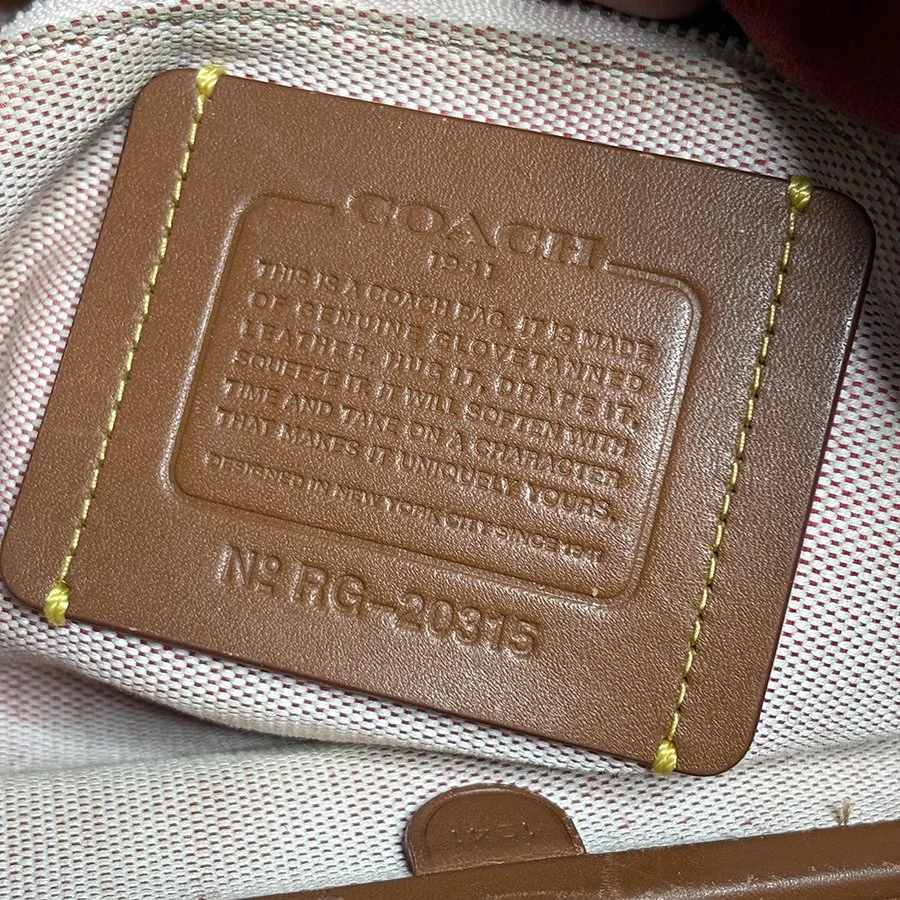 COACH
1941
THIS IS A COACH BAG. IT IS MADE
OF GENUINE GLOVETANNED
LEATHER. HUG IT, DRAPE IT,
SQUEEZE IT. IT WILL SOFTEN WITH
TIME AND TAKE ON A CHARACTER
THAT MAKES IT UNIQUELY YOURS.
DESIGNED IN NEW YORK CITY SINCE 1941
Nº RG-20315